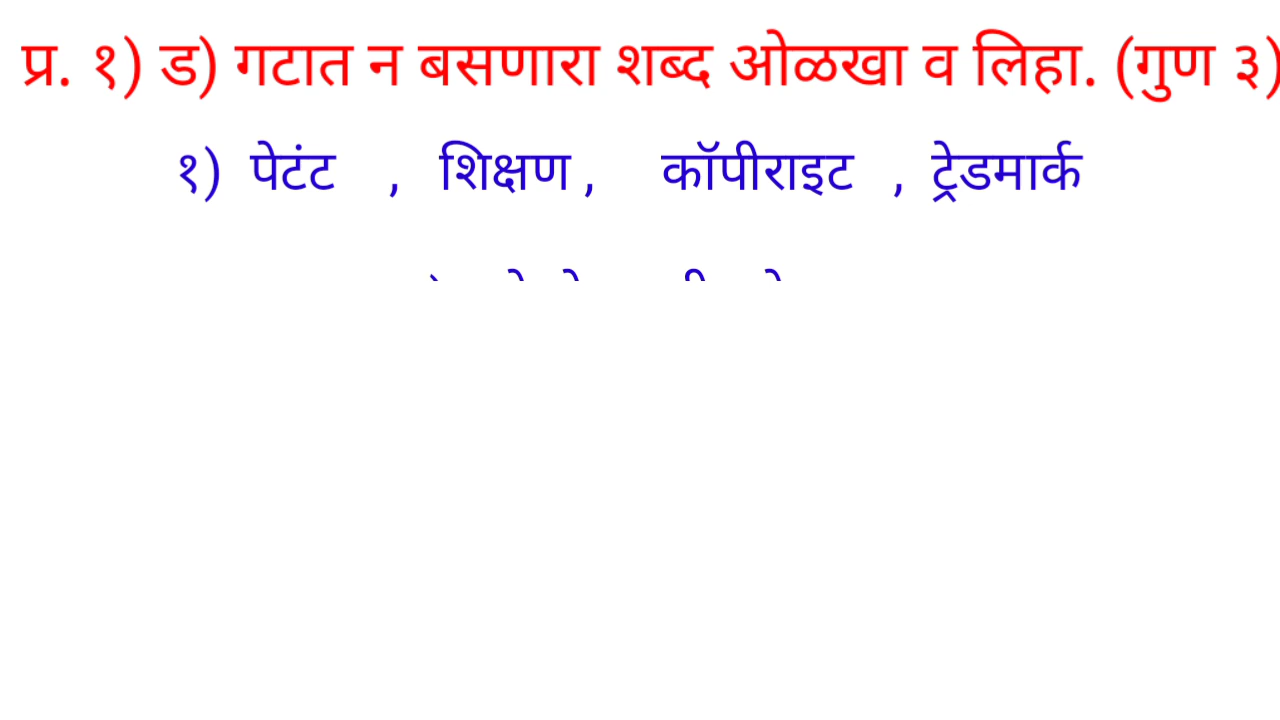 प्र. १) ड) गटात न बसणारा शब्द ओळखा व लिहा. (गुण ३)
१) पेटंट , शिक्षण , कॉपीराइट , ट्रेडमार्क